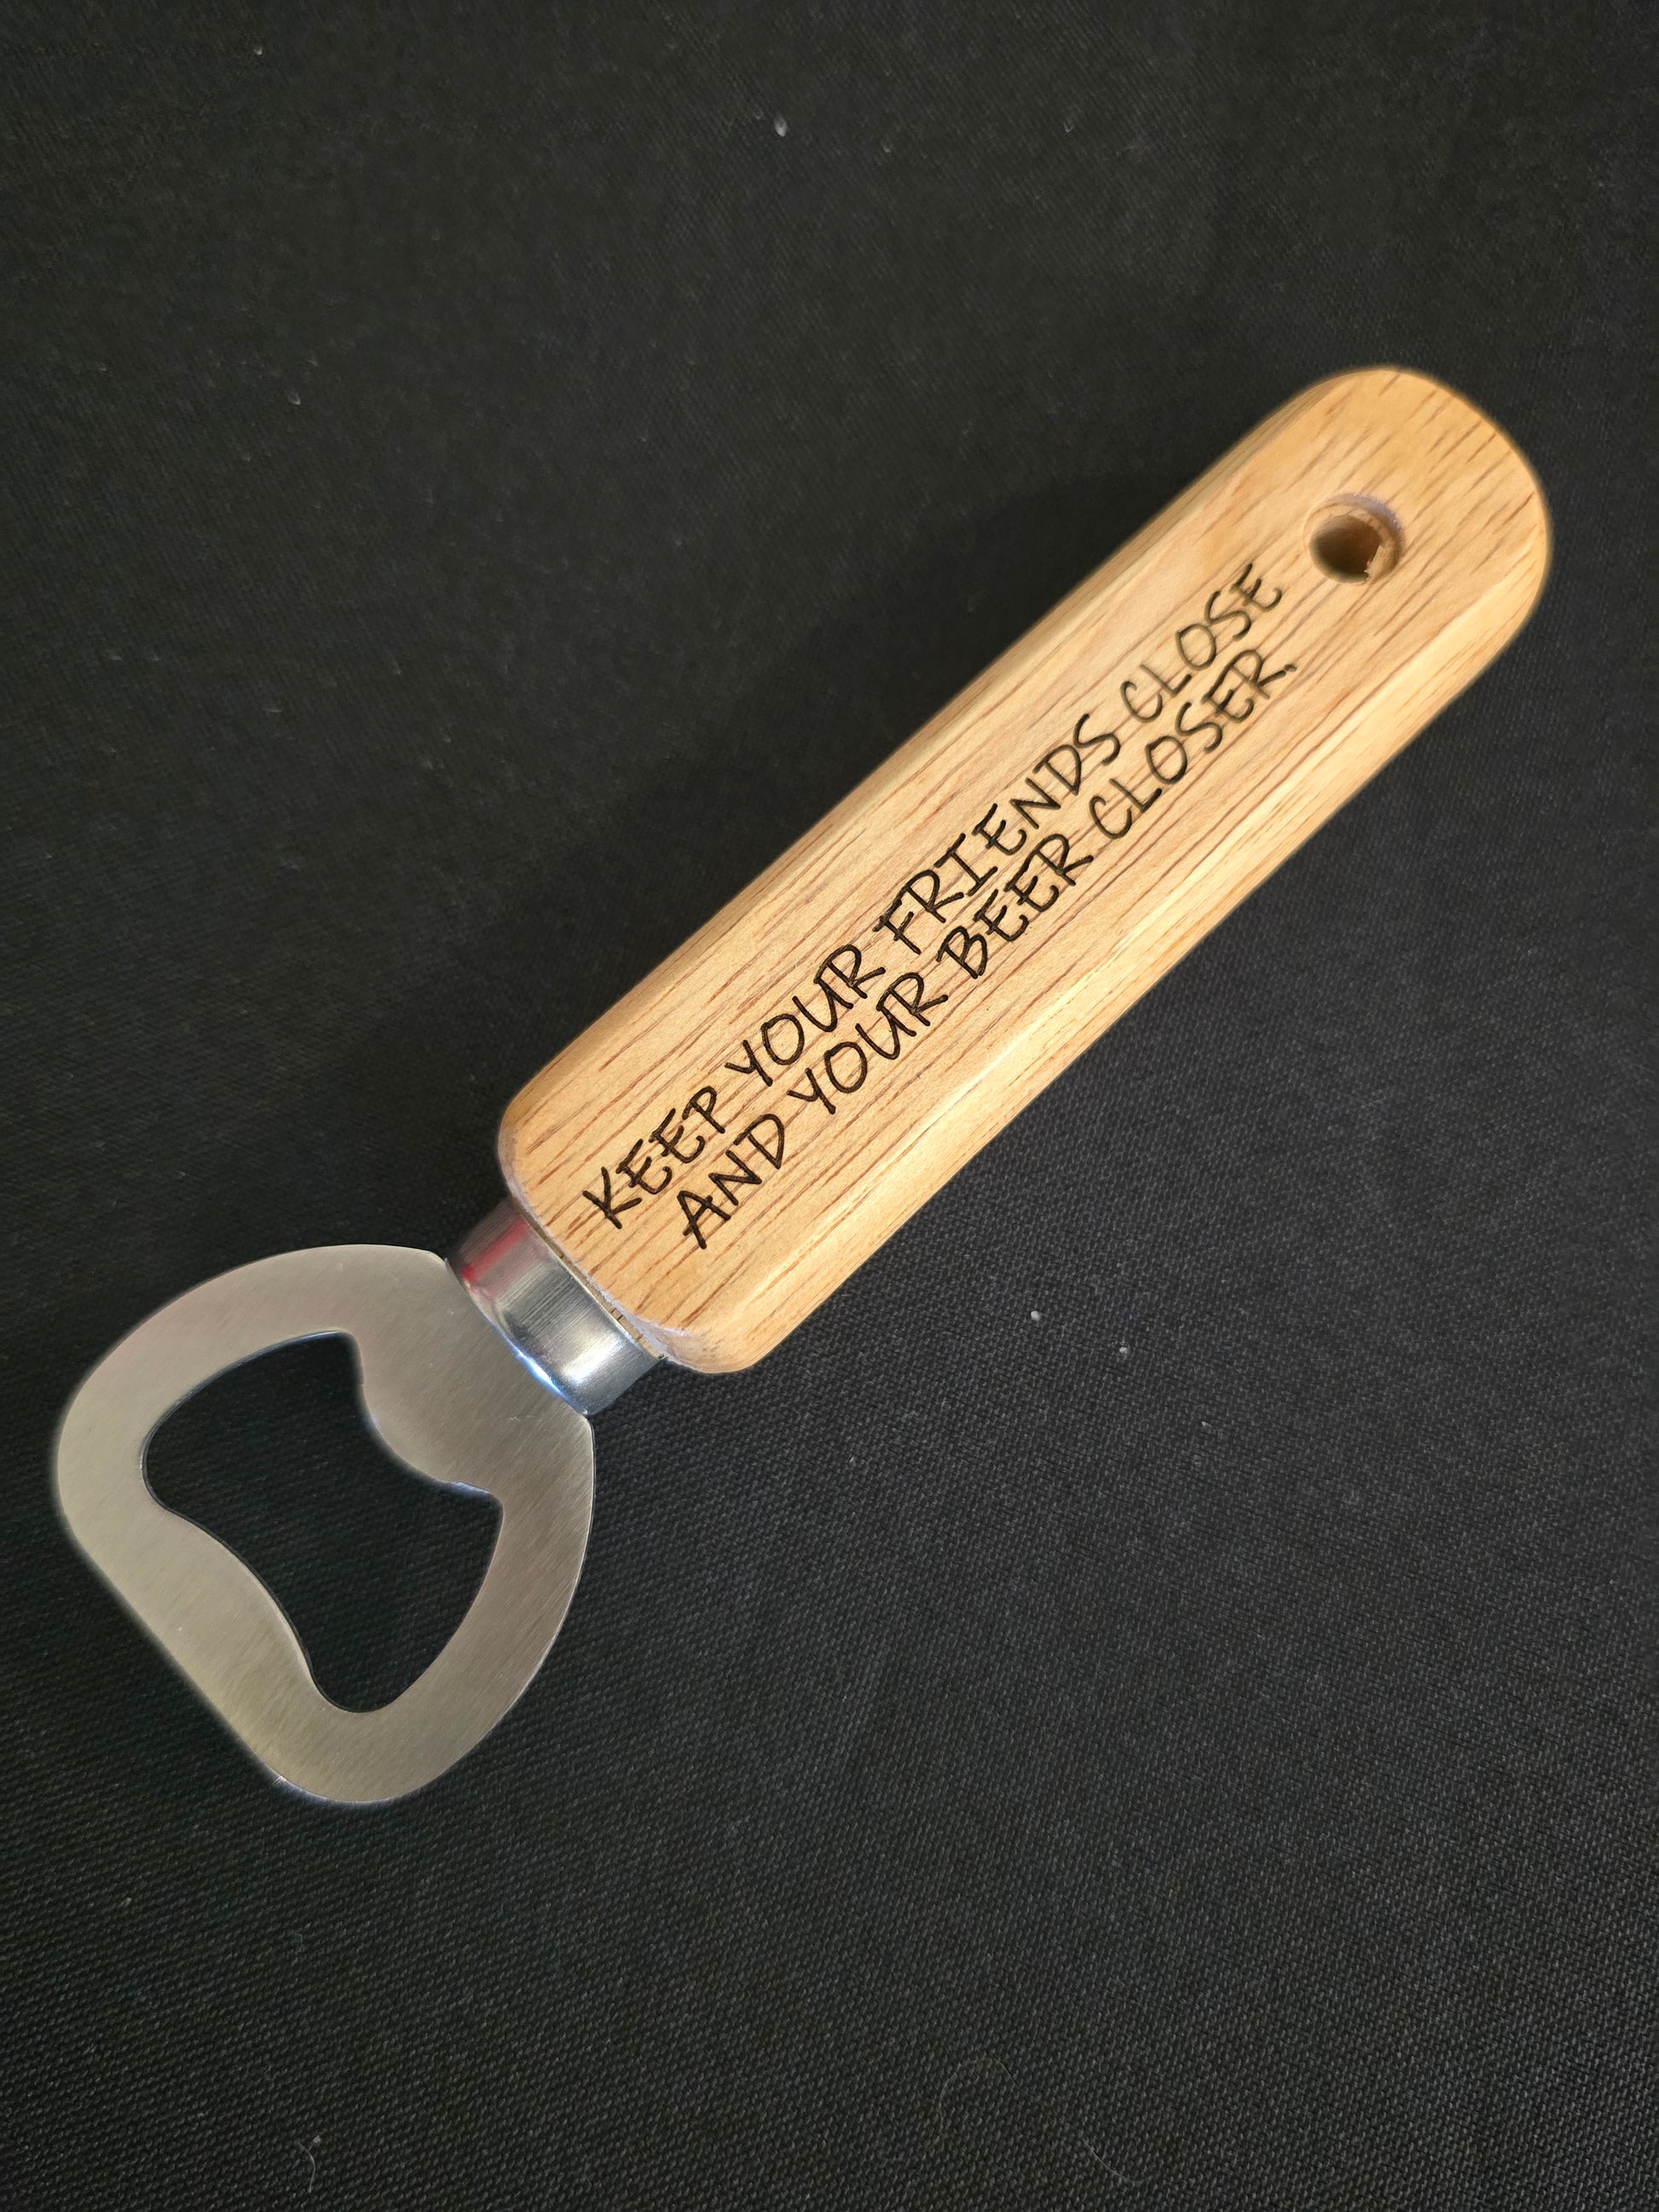 KEEP YOUR FRIENDS CLOSE
AND YOUR BEER CLOSER.